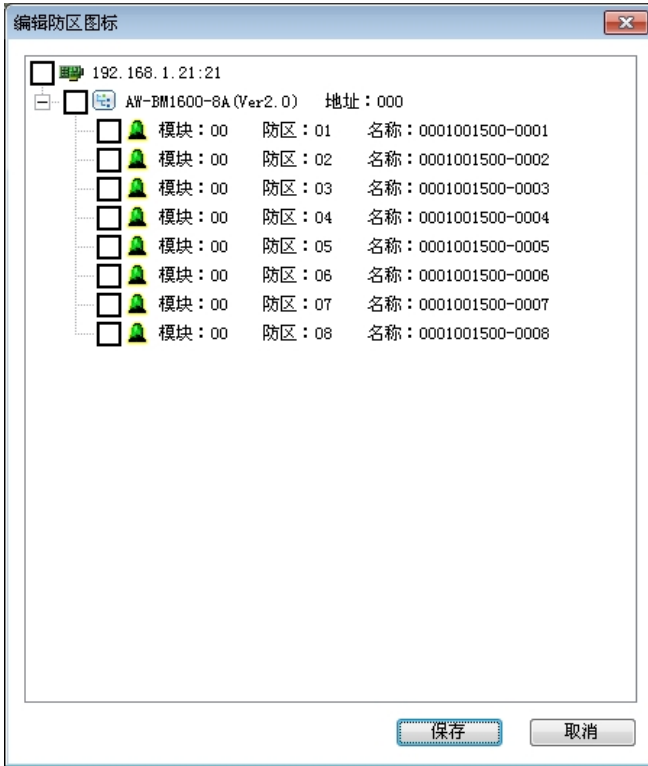 编辑防区图标
192.168.1.21:21
AW-BM1600-8A(Ver2.0) 地址：000
模块：00 防区：01 名称：0001001500-0001
模块：00 防区：02 名称：0001001500-0002
模块：00 防区：03 名称：0001001500-0003
模块：00 防区：04 名称：0001001500-0004
模块：00 防区：05 名称：0001001500-0005
模块：00 防区：06 名称：0001001500-0006
模块：00 防区：07 名称：0001001500-0007
模块：00 防区：08 名称：0001001500-0008
保存 取消